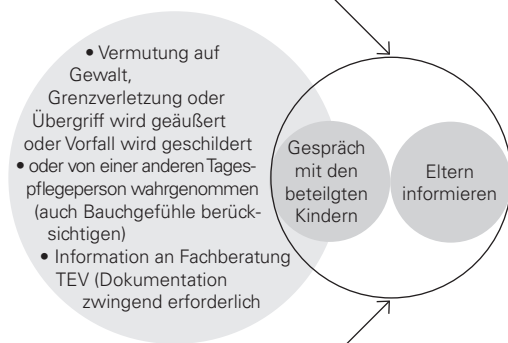 • Vermutung auf
Gewalt,
Grenzverletzung oder
Übergriff wird geäußert
oder Vorfall wird geschildert
• oder von einer anderen Tages-
pflegeperson wahrgenommen
(auch Bauchgefühle berück-
sichtigen)
• Information an Fachberatung
TEV (Dokumentation
zwingend erforderlich
Gespräch
mit den
beteilgten
Kindern
Eltern
informieren